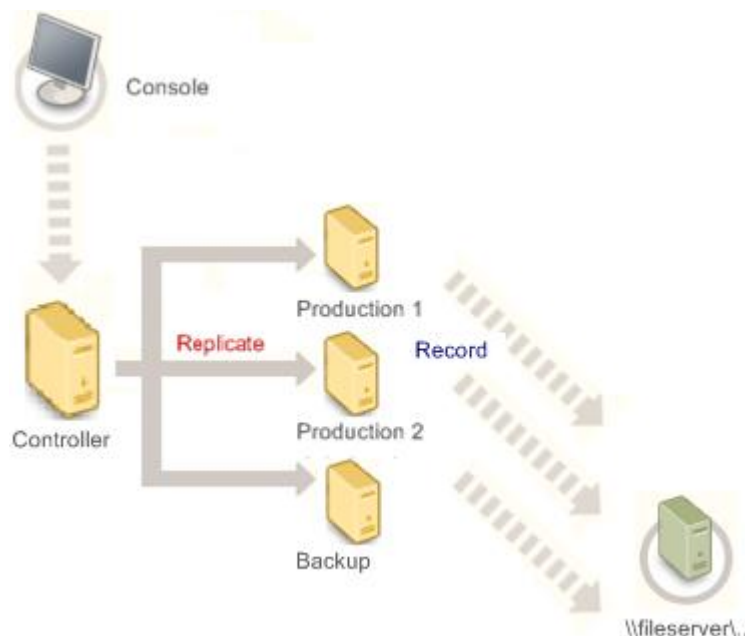 Console
Production 1
Replicate
Record
Controller
Production 2
Backup
\\fileserver\..